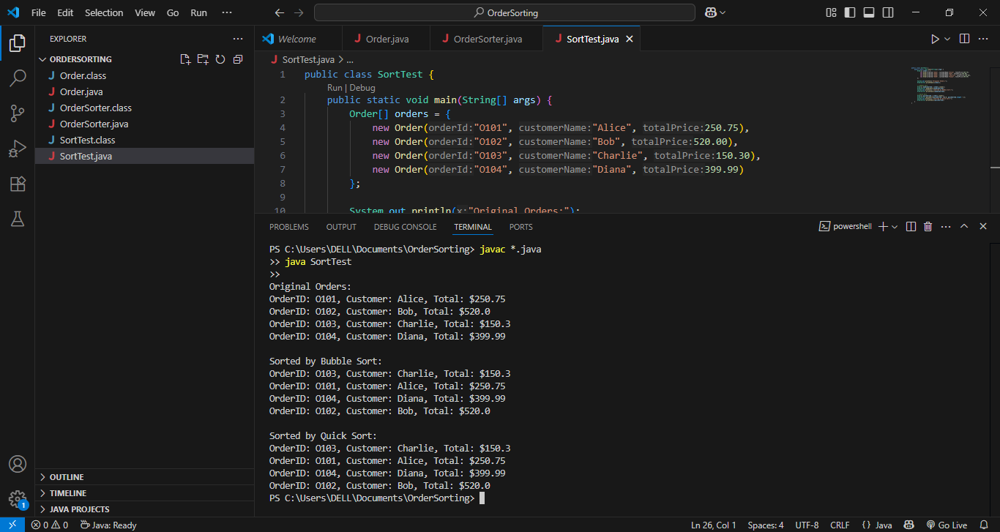 File Edit Selection View Go Run ···
OrderSorting
EXPLORER ···
ORDERSORTING
Order.class
Order.java
OrderSorter.class
OrderSorter.java
SortTest.class
SortTest.java
OUTLINE
TIMELINE
JAVA PROJECTS
1
Welcome Order.java OrderSorter.java SortTest.java
SortTest.java > ...
1 public class SortTest {
Run | Debug
2 public static void main(String[] args) {
3 Order[] orders = {
4 new Order(orderId:"O101", customerName:"Alice", totalPrice:250.75),
5 new Order(orderId:"O102", customerName:"Bob", totalPrice:520.00),
6 new Order(orderId:"O103", customerName:"Charlie", totalPrice:150.30),
7 new Order(orderId:"O104", customerName:"Diana", totalPrice:399.99)
8 };
9
10 System.out.println(x:"Original Orders:");
PROBLEMS OUTPUT DEBUG CONSOLE TERMINAL PORTS powershell
PS C:\Users\DELL\Documents\OrderSorting> javac *.java
>> java SortTest
>>
Original Orders:
OrderID: O101, Customer: Alice, Total: $250.75
OrderID: O102, Customer: Bob, Total: $520.0
OrderID: O103, Customer: Charlie, Total: $150.3
OrderID: O104, Customer: Diana, Total: $399.99
Sorted by Bubble Sort:
OrderID: O103, Customer: Charlie, Total: $150.3
OrderID: O101, Customer: Alice, Total: $250.75
OrderID: O104, Customer: Diana, Total: $399.99
OrderID: O102, Customer: Bob, Total: $520.0
Sorted by Quick Sort:
OrderID: O103, Customer: Charlie, Total: $150.3
OrderID: O101, Customer: Alice, Total: $250.75
OrderID: O104, Customer: Diana, Total: $399.99
OrderID: O102, Customer: Bob, Total: $520.0
PS C:\Users\DELL\Documents\OrderSorting>
0 0 Java: Ready Ln 26, Col 1 Spaces: 4 UTF-8 CRLF {} Java Go Live